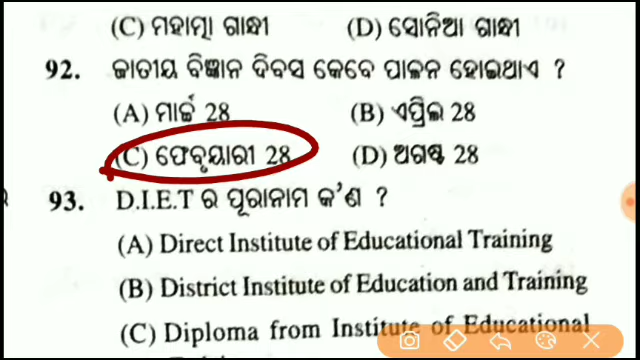 (C) ମହାତ୍ମା ଗାନ୍ଧୀ (D) ସୋନିଆ ଗାନ୍ଧୀ
92. ଜାତୀୟ ବିଜ୍ଞାନ ଦିବସ କେବେ ପାଳନ ହୋଇଥାଏ ?
(A) ମାର୍ଚ୍ଚ 28 (B) ଏପ୍ରିଲ 28
(C) ଫେବୃୟାରୀ 28 (D) ଅଗଷ୍ଟ 28
93. D.I.E.T ର ପୂରାନାମ କ'ଣ ?
(A) Direct Institute of Educational Training
(B) District Institute of Education and Training
(C) Diploma from Institute of Educational